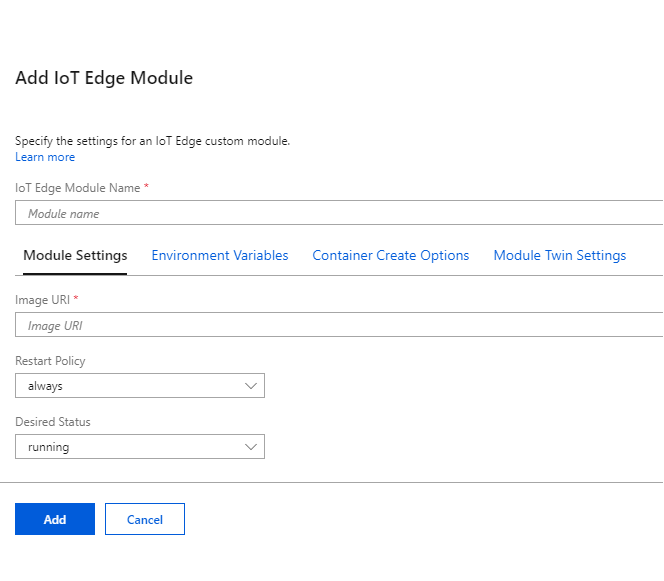 Add IoT Edge Module
Specify the settings for an IoT Edge custom module.
Learn more
IoT Edge Module Name *
Module name
Module Settings Environment Variables Container Create Options Module Twin Settings
Image URI *
Image URI
Restart Policy
always
Desired Status
running
Add Cancel